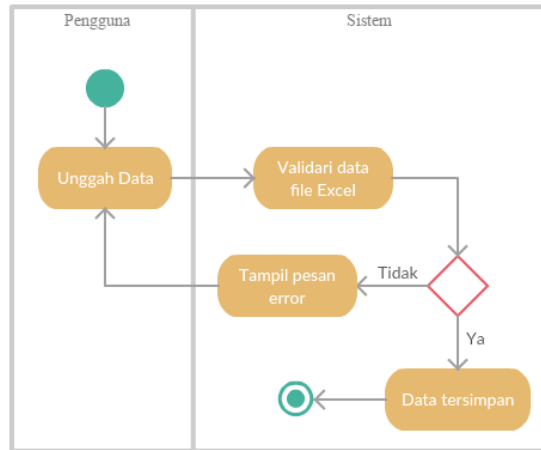 Pengguna
Sistem
Unggah Data
Validari data
file Excel
Tampil pesan
error
Tidak
Ya
Data tersimpan